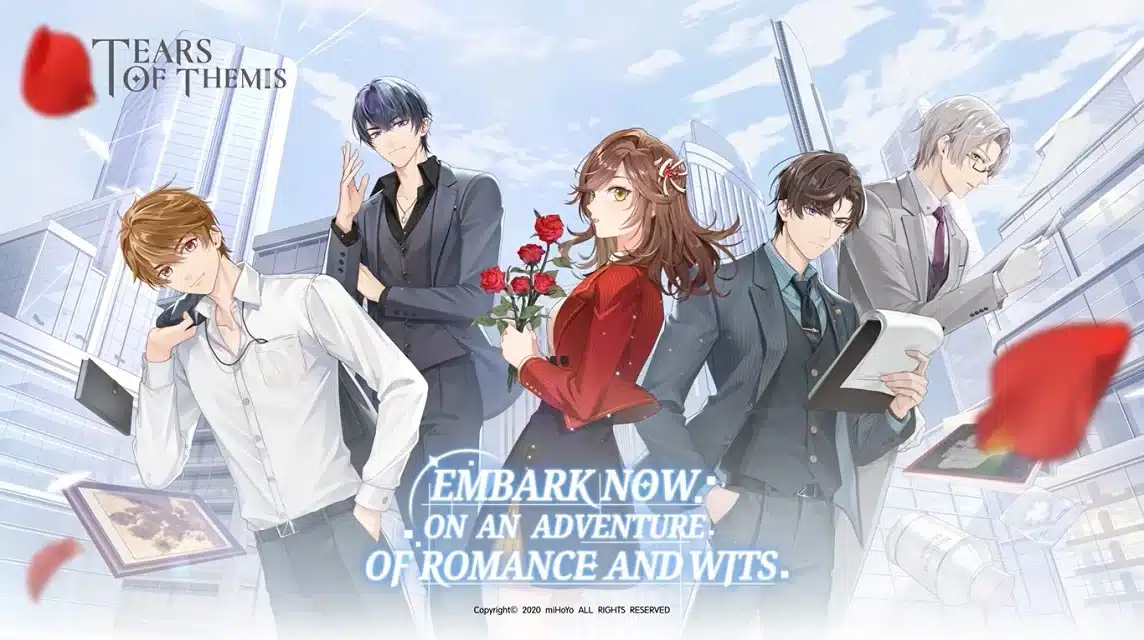 TEARS
OF THEMIS
EMBARK NOW
ON AN ADVENTURE
OF ROMANCE AND WITS
Copyright© 2020 miHoYo ALL RIGHTS RESERVED